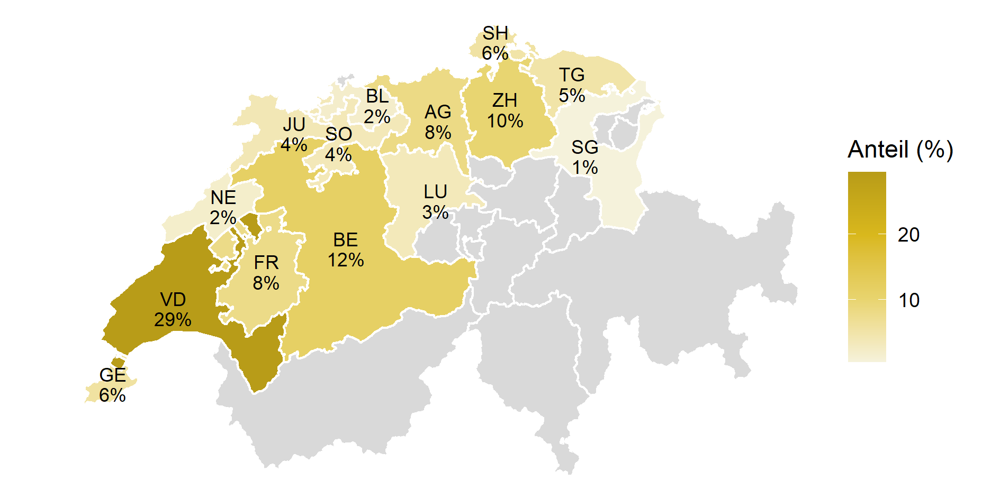 SH
6%
TG
5%
BL
2%
ZH
10%
AG
8%
JU
4%
SO
4%
SG
1%
LU
3%
NE
2%
BE
12%
FR
8%
VD
29%
GE
6%
Anteil (%)
20
10